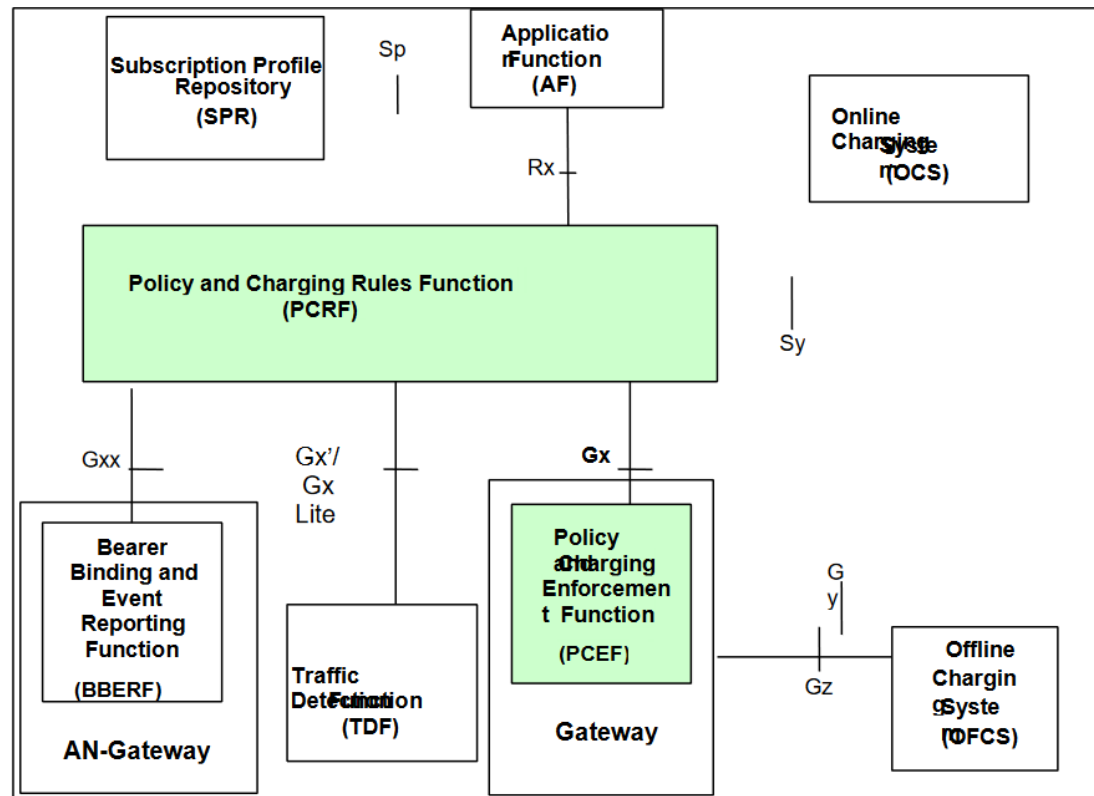 Subscription Profile
Repository
(SPR)
Sp
Applicatio
n Function
(AF)
Online
Charging
Syste
m
(OCS)
Rx
Policy and Charging Rules Function
(PCRF)
Sy
Gxx
Gx’/
Gx
Lite
Gx
Bearer
Binding and
Event
Reporting
Function
(BBERF)
AN-Gateway
Traffic
Detection
Function
(TDF)
Policy
and Charging
Enforcemen
t Function
(PCEF)
Gateway
G
y
Gz
Offline
Chargin
g
Syste
m
(OFCS)